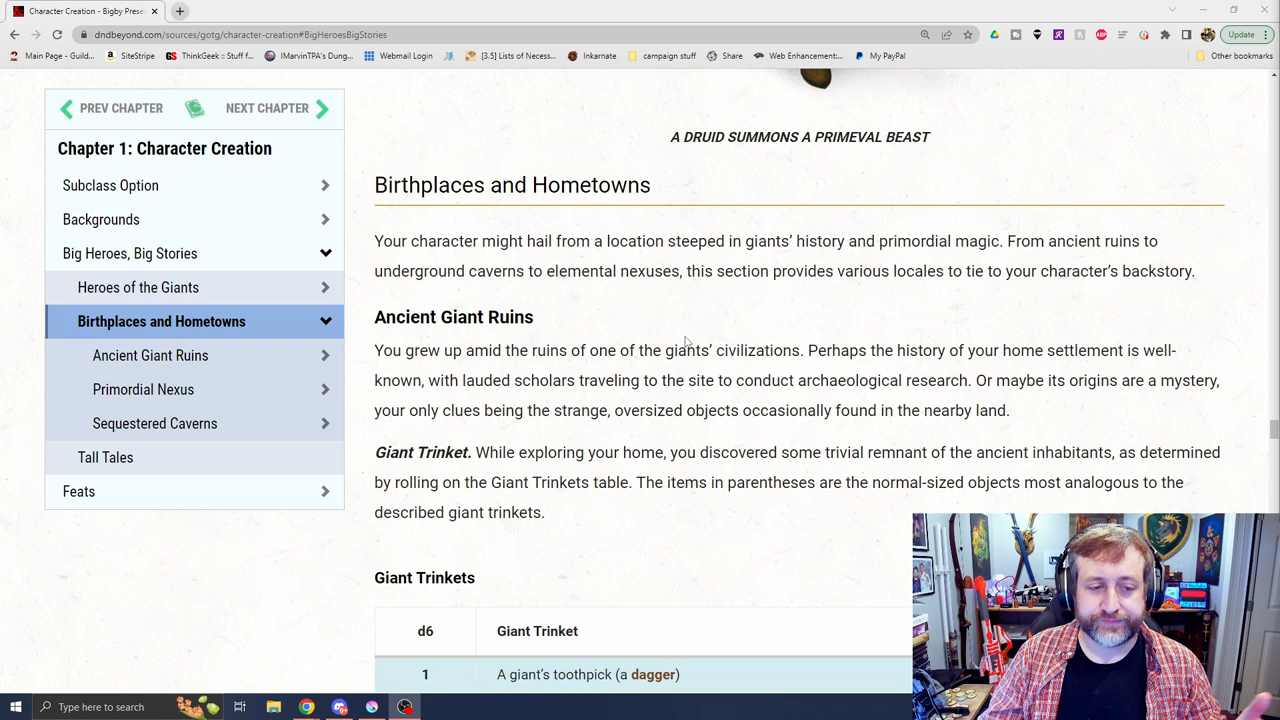 Character Creation - Bigby Prese
dndbeyond.com/sources/gotg/character-creation#BigHeroesBigStories
Update
Main Page - Guild...
SiteStripe
ThinkGeek :: Stuff f...
IMarvinTPA's Dung...
Webmail Login
[3.5] Lists of Necess...
Inkarnate
campaign stuff
Share
Web Enhancement:...
My PayPal
Other bookmarks
PREV CHAPTER
NEXT CHAPTER
Chapter 1: Character Creation
Subclass Option
Backgrounds
Big Heroes, Big Stories
Heroes of the Giants
Birthplaces and Hometowns
Ancient Giant Ruins
Primordial Nexus
Sequestered Caverns
Tall Tales
Feats
A DRUID SUMMONS A PRIMEVAL BEAST
Birthplaces and Hometowns
Your character might hail from a location steeped in giants’ history and primordial magic. From ancient ruins to
underground caverns to elemental nexuses, this section provides various locales to tie to your character’s backstory.
Ancient Giant Ruins
You grew up amid the ruins of one of the giants’ civilizations. Perhaps the history of your home settlement is well-
known, with lauded scholars traveling to the site to conduct archaeological research. Or maybe its origins are a mystery,
your only clues being the strange, oversized objects occasionally found in the nearby land.
Giant Trinket. While exploring your home, you discovered some trivial remnant of the ancient inhabitants, as determined
by rolling on the Giant Trinkets table. The items in parentheses are the normal-sized objects most analogous to the
described giant trinkets.
Giant Trinkets
d6 Giant Trinket
1 A giant’s toothpick (a dagger)
Type here to search